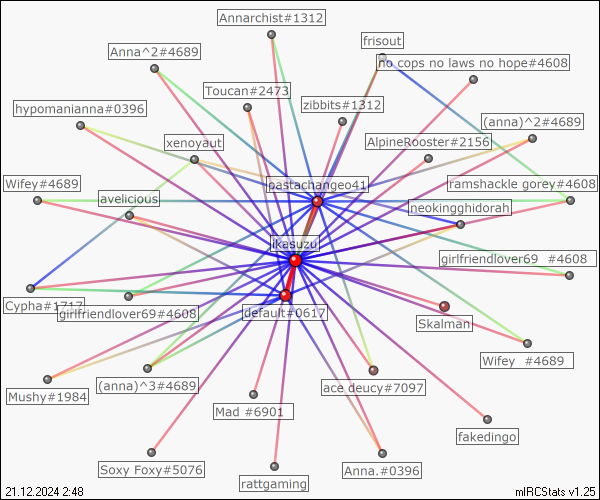 Annarchist#1312
frisout
Anna^2#4689
no cops no laws no hope#4608
Toucan#2473
zibbits#1312
hypomanianna#0396
(anna)^2#4689
xenoyaut
AlpineRooster#2156
Wifey#4689
pastachangeo41
ramshackle gorey#4608
avelicious
neokingghidorah
ikasuzu
girlfriendlover69 #4608
Cypha#1717
girlfriendlover69#4608
default#0617
Skalman
Wifey #4689
Mushy#1984
(anna)^3#4689
ace deucy#7097
Mad #6901
fakedingo
Soxy Foxy#5076
rattgaming
Anna.#0396
21.12.2024 2:48
mIRCStats v1.25